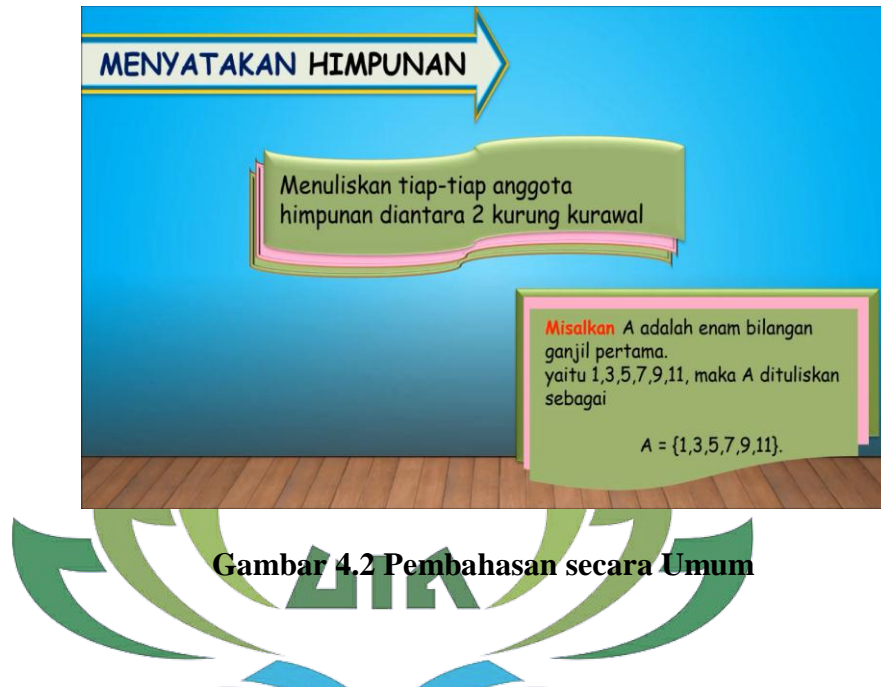 MENYATAKAN HIMPUNAN
Menuliskan tiap-tiap anggota
himpunan diantara 2 kurung kurawal
Misalkan A adalah enam bilangan
ganjil pertama.
yaitu 1,3,5,7,9,11, maka A dituliskan
sebagai
A = {1,3,5,7,9,11}.
Gambar 4.2 Pembahasan secara Umum